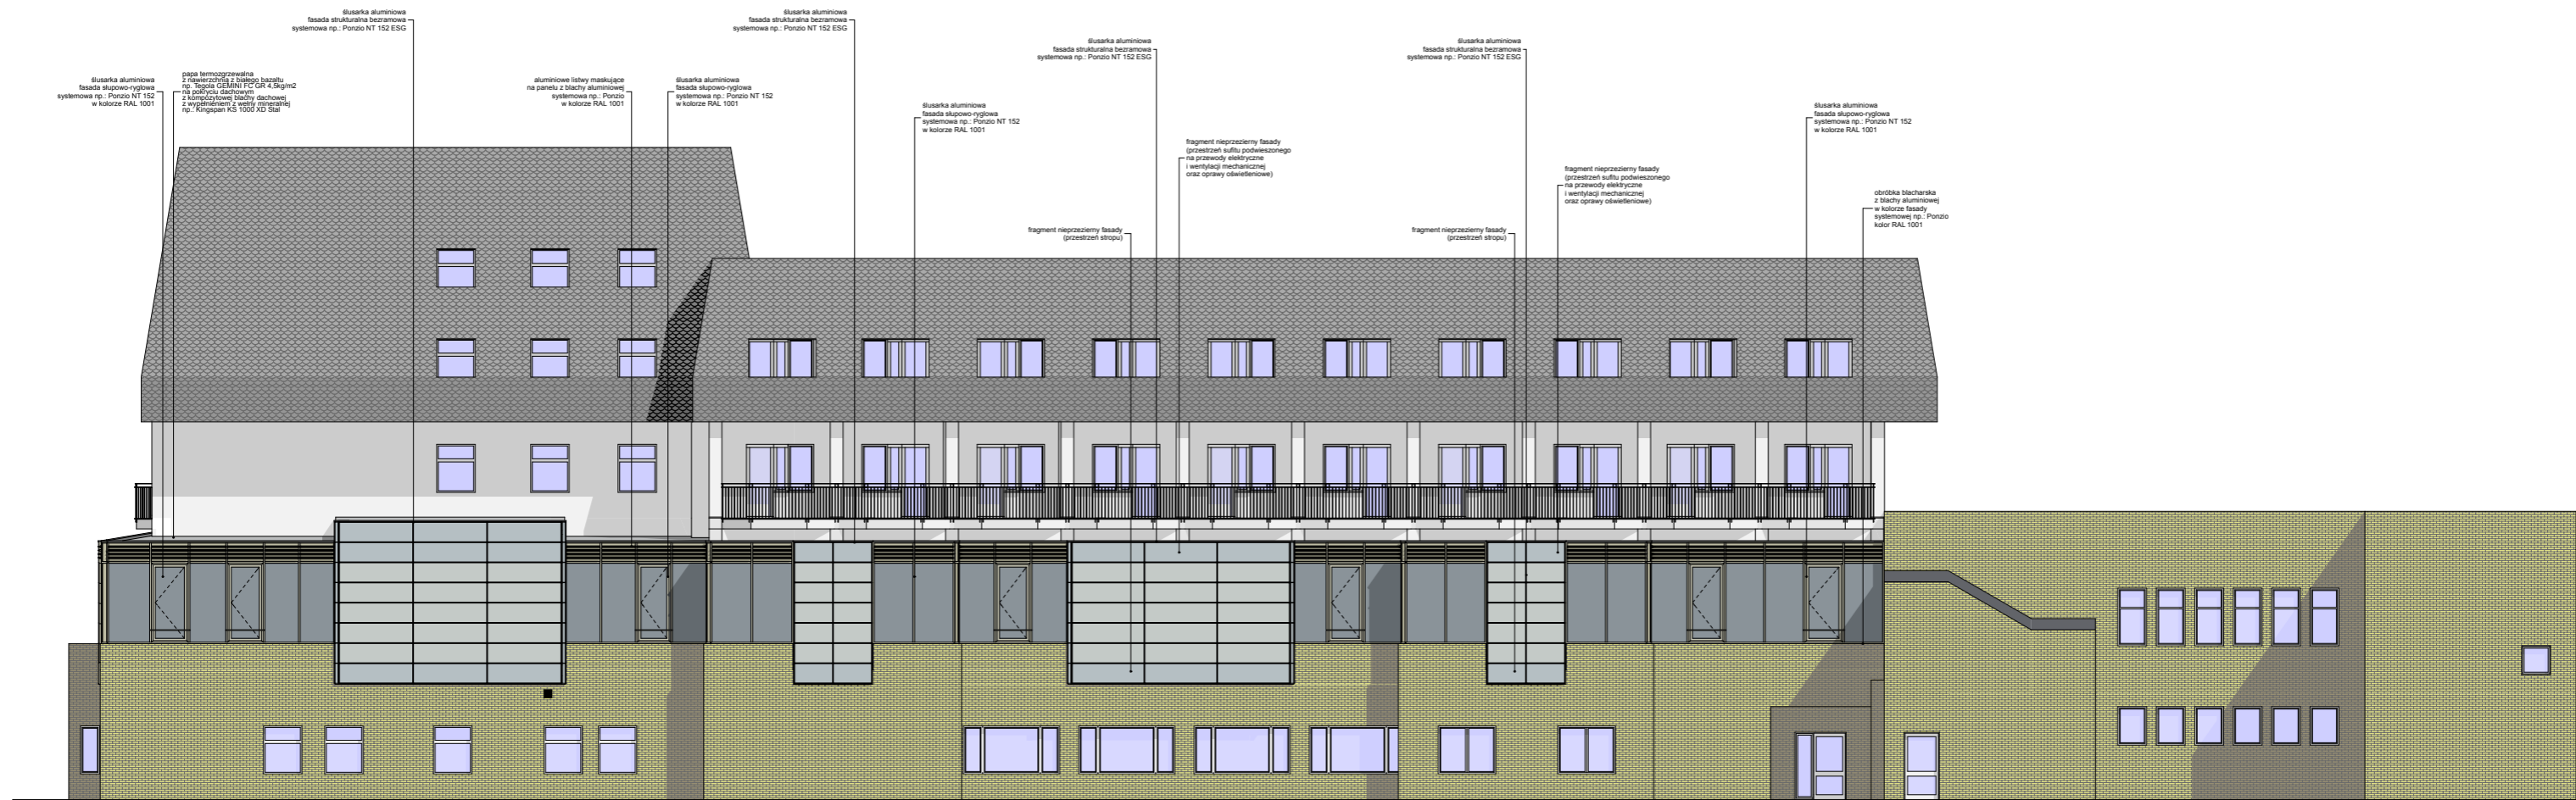 ślusarka aluminiowa
fasada strukturalna bezramowa
systemowa np.: Ponzio NT 152 ESG
ślusarka aluminiowa
fasada strukturalna bezramowa
systemowa np.: Ponzio NT 152 ESG
ślusarka aluminiowa
fasada strukturalna bezramowa
systemowa np.: Ponzio NT 152 ESG
ślusarka aluminiowa
fasada strukturalna bezramowa
systemowa np.: Ponzio NT 152 ESG
ślusarka aluminiowa
fasada słupowo-ryglowa
systemowa np.: Ponzio NT 152
w kolorze RAL 1001
papa termozgrzewalna
z nawierzchnią z białego bazaltu
np. Tegola GEMINI FC GR 4,5kg/m2
na pokryciu dachowym
z kompozytowej blachy dachowej
z wypełnieniem z wełny mineralnej
np.: Kingspan KS 1000 XD Stal
aluminiowe listwy maskujące
na panelu z blachy aluminiowej
systemowa np.: Ponzio
w kolorze RAL 1001
ślusarka aluminiowa
fasada słupowo-ryglowa
systemowa np.: Ponzio NT 152
w kolorze RAL 1001
ślusarka aluminiowa
fasada słupowo-ryglowa
systemowa np.: Ponzio NT 152
w kolorze RAL 1001
ślusarka aluminiowa
fasada słupowo-ryglowa
systemowa np.: Ponzio NT 152
w kolorze RAL 1001
fragment nieprzezierny fasady
(przestrzeń sufitu podwieszonego
na przewody elektryczne
i wentylacji mechanicznej
oraz oprawy oświetleniowe)
fragment nieprzezierny fasady
(przestrzeń sufitu podwieszonego
na przewody elektryczne
i wentylacji mechanicznej
oraz oprawy oświetleniowe)
obróbka blacharska
z blachy aluminiowej
w kolorze fasady
systemowej np.: Ponzio
kolor RAL 1001
fragment nieprzezierny fasady
(przestrzeń stropu)
fragment nieprzezierny fasady
(przestrzeń stropu)